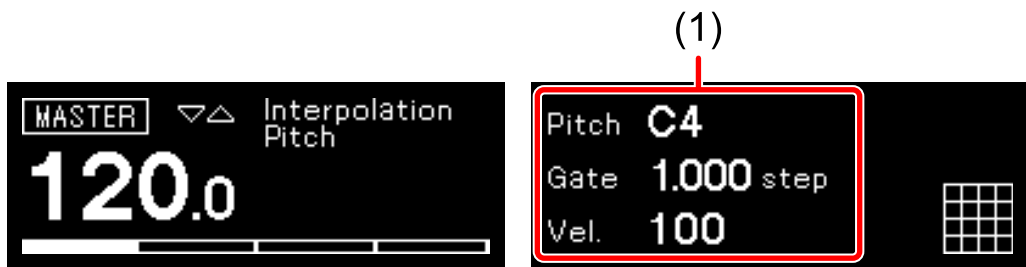 (1)
MASTER ▽△ Interpolation
Pitch
120.0
Pitch C4
Gate 1.000 step
Vel. 100